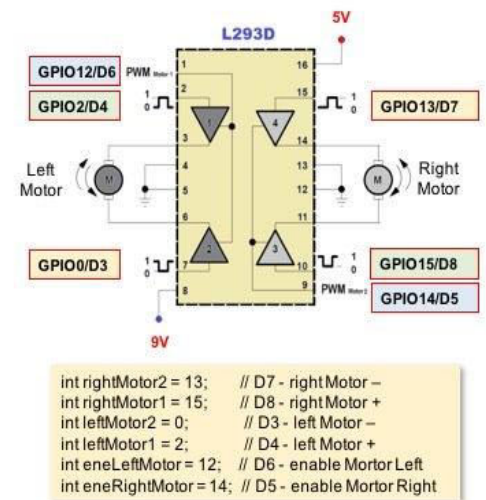 5V
L293D
GPIO12/D6 PWM Motor 1 1 16
GPIO2/D4 1 0 2 15 1 0 GPIO13/D7
1 4
3 14
Left Motor M 4 13 M Right Motor
5 12
6 11
2 3
GPIO0/D3 1 0 7 10 1 0 GPIO15/D8
8 9 PWM Motor 2 GPIO14/D5
9V
int rightMotor2 = 13; // D7 - right Motor –
int rightMotor1 = 15; // D8 - right Motor +
int leftMotor2 = 0; // D3 - left Motor –
int leftMotor1 = 2; // D4 - left Motor +
int eneLeftMotor = 12; // D6 - enable Mortor Left
int eneRightMotor = 14; // D5 - enable Mortor Right